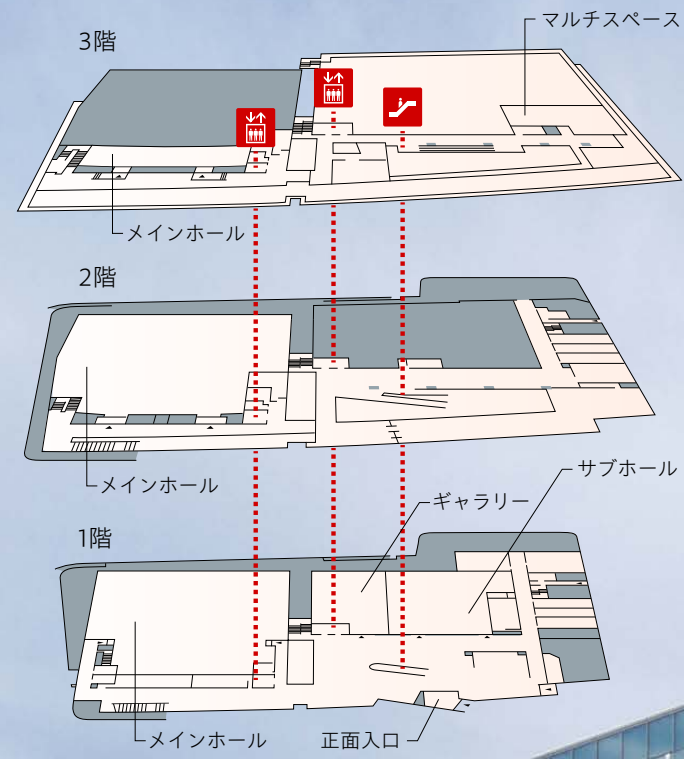 3階
マルチスペース
メインホール
2階
メインホール
サブホール
ギャラリー
1階
メインホール
正面入口